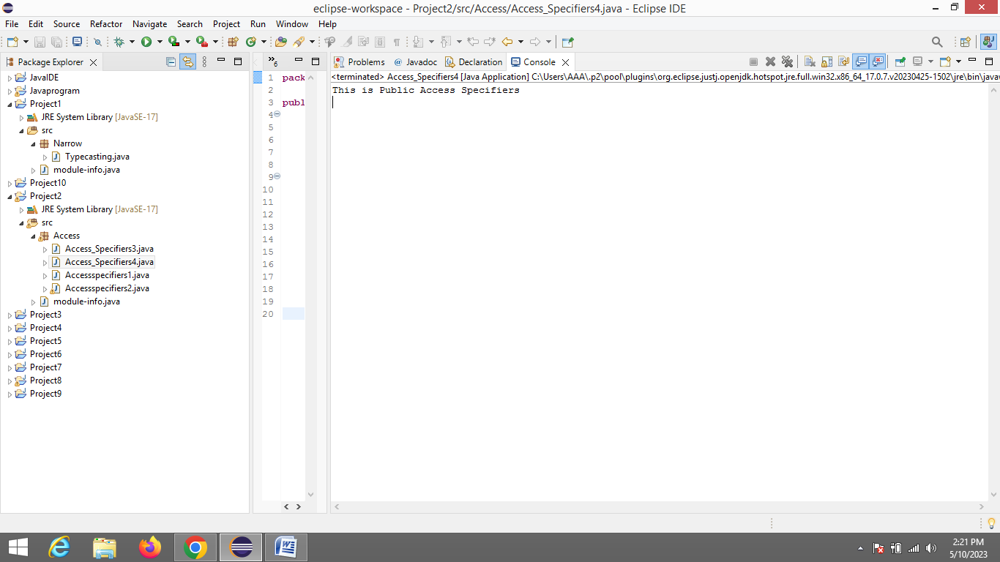 eclipse-workspace - Project2/src/Access/Access_Specifiers4.java - Eclipse IDE
File Edit Source Refactor Navigate Search Project Run Window Help
Package Explorer
JavaIDE
Javaprogram
Project1
JRE System Library [JavaSE-17]
src
Narrow
Typecasting.java
module-info.java
Project10
Project2
JRE System Library [JavaSE-17]
src
Access
Access_Specifiers3.java
Access_Specifiers4.java
Accessspecifiers1.java
Accessspecifiers2.java
module-info.java
Project3
Project4
Project5
Project6
Project7
Project8
Project9
6
1 pack
2
3 publ
4
5
6
7
8
9
10
11
12
13
14
15
16
17
18
19
20
Problems @ Javadoc Declaration Console
<terminated> Access_Specifiers4 [Java Application] C:\Users\AAA\.p2\pool\plugins\org.eclipse.justj.openjdk.hotspot.jre.full.win32.x86_64_17.0.7.v20230425-1502\jre\bin\javaw
This is Public Access Specifiers
2:21 PM
5/10/2023